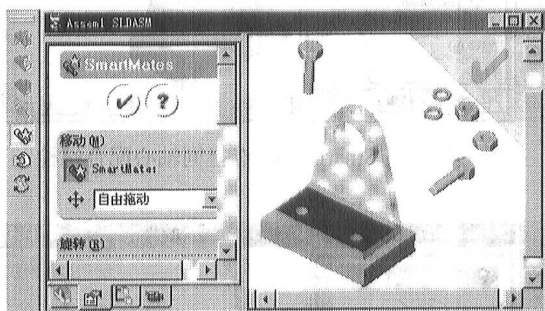 Assem1 SLDASM
SmartMates
?
移动(M)
SmartMates
自由拖动
旋转(R)